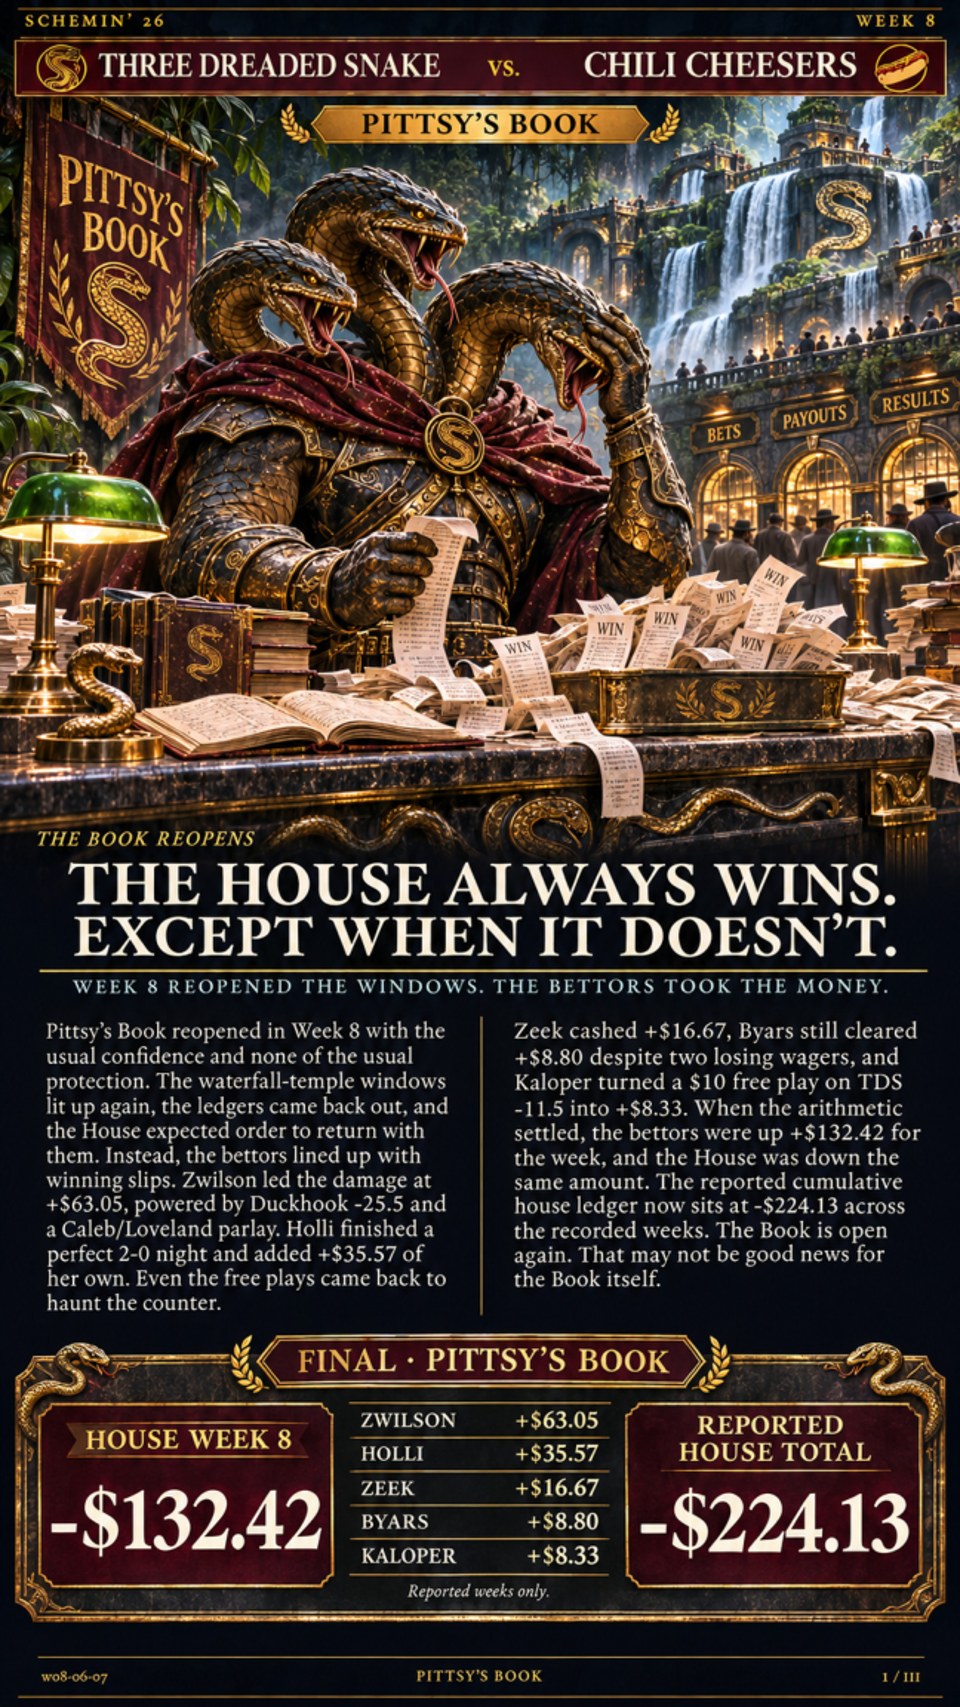 SCHEMIN' 26
WEEK 8
THREE DREADED SNAKE VS. CHILI CHEESERS
PITTSY'S BOOK
PITTSY'S
BOOK
BETS
PAYOUTS
RESULTS
WIN
WIN
WIN
WIN
WIN
WIN
THE BOOK REOPENS
THE HOUSE ALWAYS WINS.
EXCEPT WHEN IT DOESN'T.
WEEK 8 REOPENED THE WINDOWS. THE BETTORS TOOK THE MONEY.
Pittsy's Book reopened in Week 8 with the
usual confidence and none of the usual
protection. The waterfall-temple windows
lit up again, the ledgers came back out, and
the House expected order to return with
them. Instead, the bettors lined up with
winning slips. Zwilson led the damage at
+$63.05, powered by Duckhook -25.5 and
a Caleb/Loveland parlay. Holli finished a
perfect 2-0 night and added +$35.57 of
her own. Even the free plays came back to
haunt the counter.
Zeek cashed +$16.67, Byars still cleared
+$8.80 despite two losing wagers, and
Kaloper turned a $10 free play on TDS
-11.5 into +$8.33. When the arithmetic
settled, the bettors were up +$132.42 for
the week, and the House was down the
same amount. The reported cumulative
house ledger now sits at -$224.13 across
the recorded weeks. The Book is open
again. That may not be good news for
the Book itself.
FINAL · PITTSY'S BOOK
HOUSE WEEK 8
-$132.42
ZWILSON +$63.05
HOLLI +$35.57
ZEEK +$16.67
BYARS +$8.80
KALOPER +$8.33
Reported weeks only.
REPORTED
HOUSE TOTAL
-$224.13
w08-06-07
PITTSY'S BOOK
1 / III